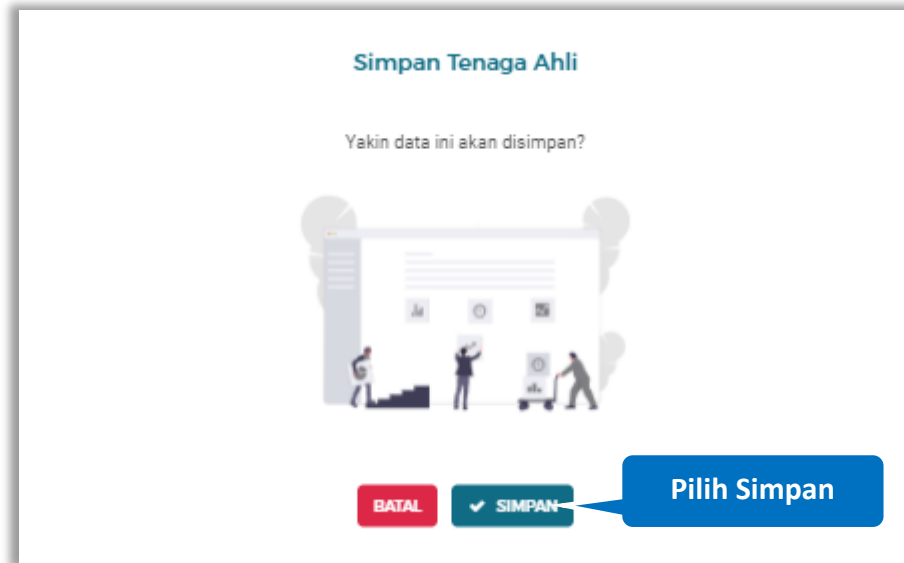 Simpan Tenaga Ahli
Yakin data ini akan disimpan?
BATAL
SIMPAN
Pilih Simpan